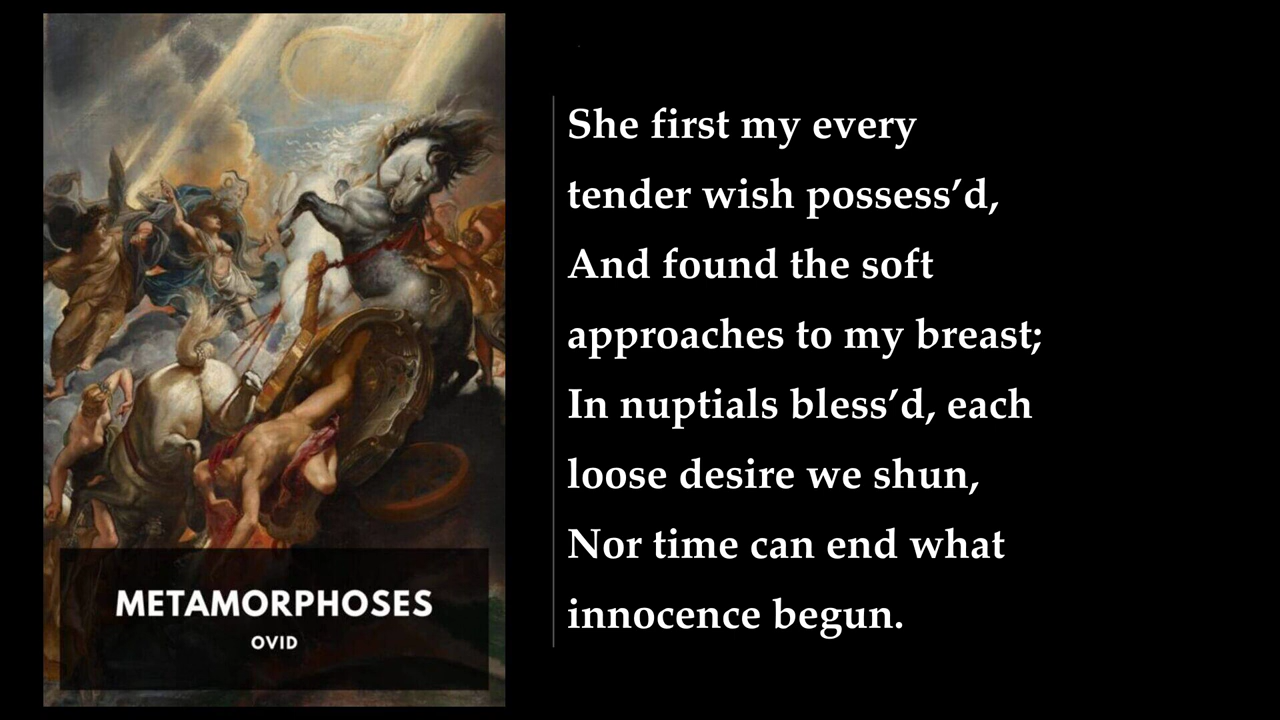 METAMORPHOSES
OVID
She first my every
tender wish possess’d,
And found the soft
approaches to my breast;
In nuptials bless’d, each
loose desire we shun,
Nor time can end what
innocence begun.